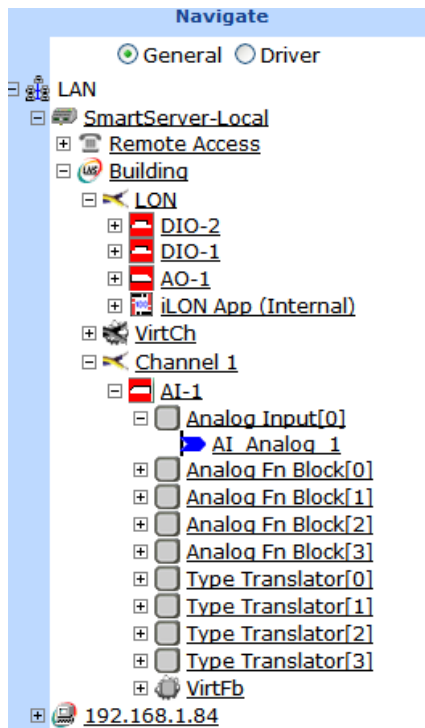 Navigate
General Driver
LAN
SmartServer-Local
Remote Access
Building
LON
DIO-2
DIO-1
AO-1
iLON App (Internal)
VirtCh
Channel 1
AI-1
Analog Input[0]
AI_Analog_1
Analog Fn Block[0]
Analog Fn Block[1]
Analog Fn Block[2]
Analog Fn Block[3]
Type Translator[0]
Type Translator[1]
Type Translator[2]
Type Translator[3]
VirtFb
192.168.1.84